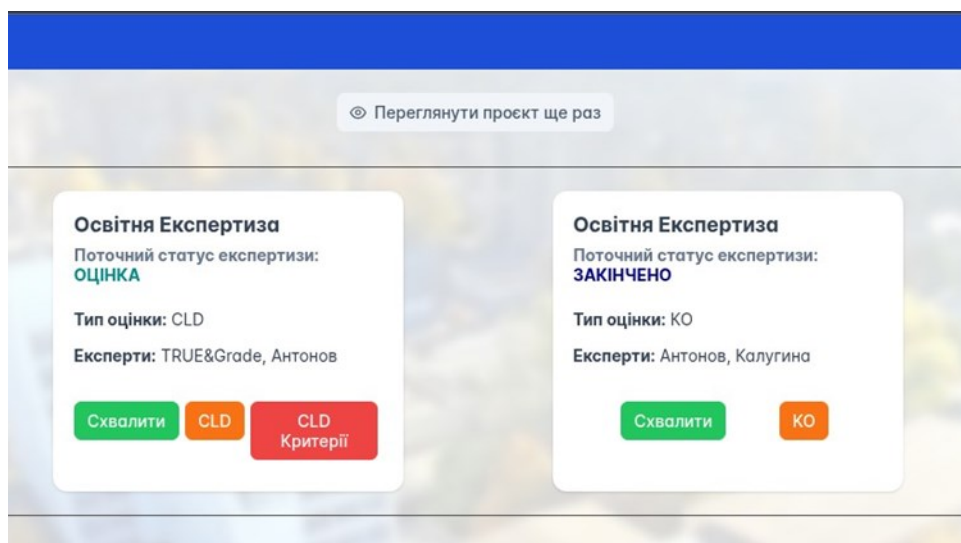 Переглянути проєкт ще раз
Освітня Експертиза
Поточний статус експертизи:
ОЦІНКА
Тип оцінки: CLD
Експерти: TRUE&Grade, Антонов
Схвалити
CLD
CLD
Критерії
Освітня Експертиза
Поточний статус експертизи:
ЗАКІНЧЕНО
Тип оцінки: КО
Експерти: Антонов, Калугина
Схвалити
КО